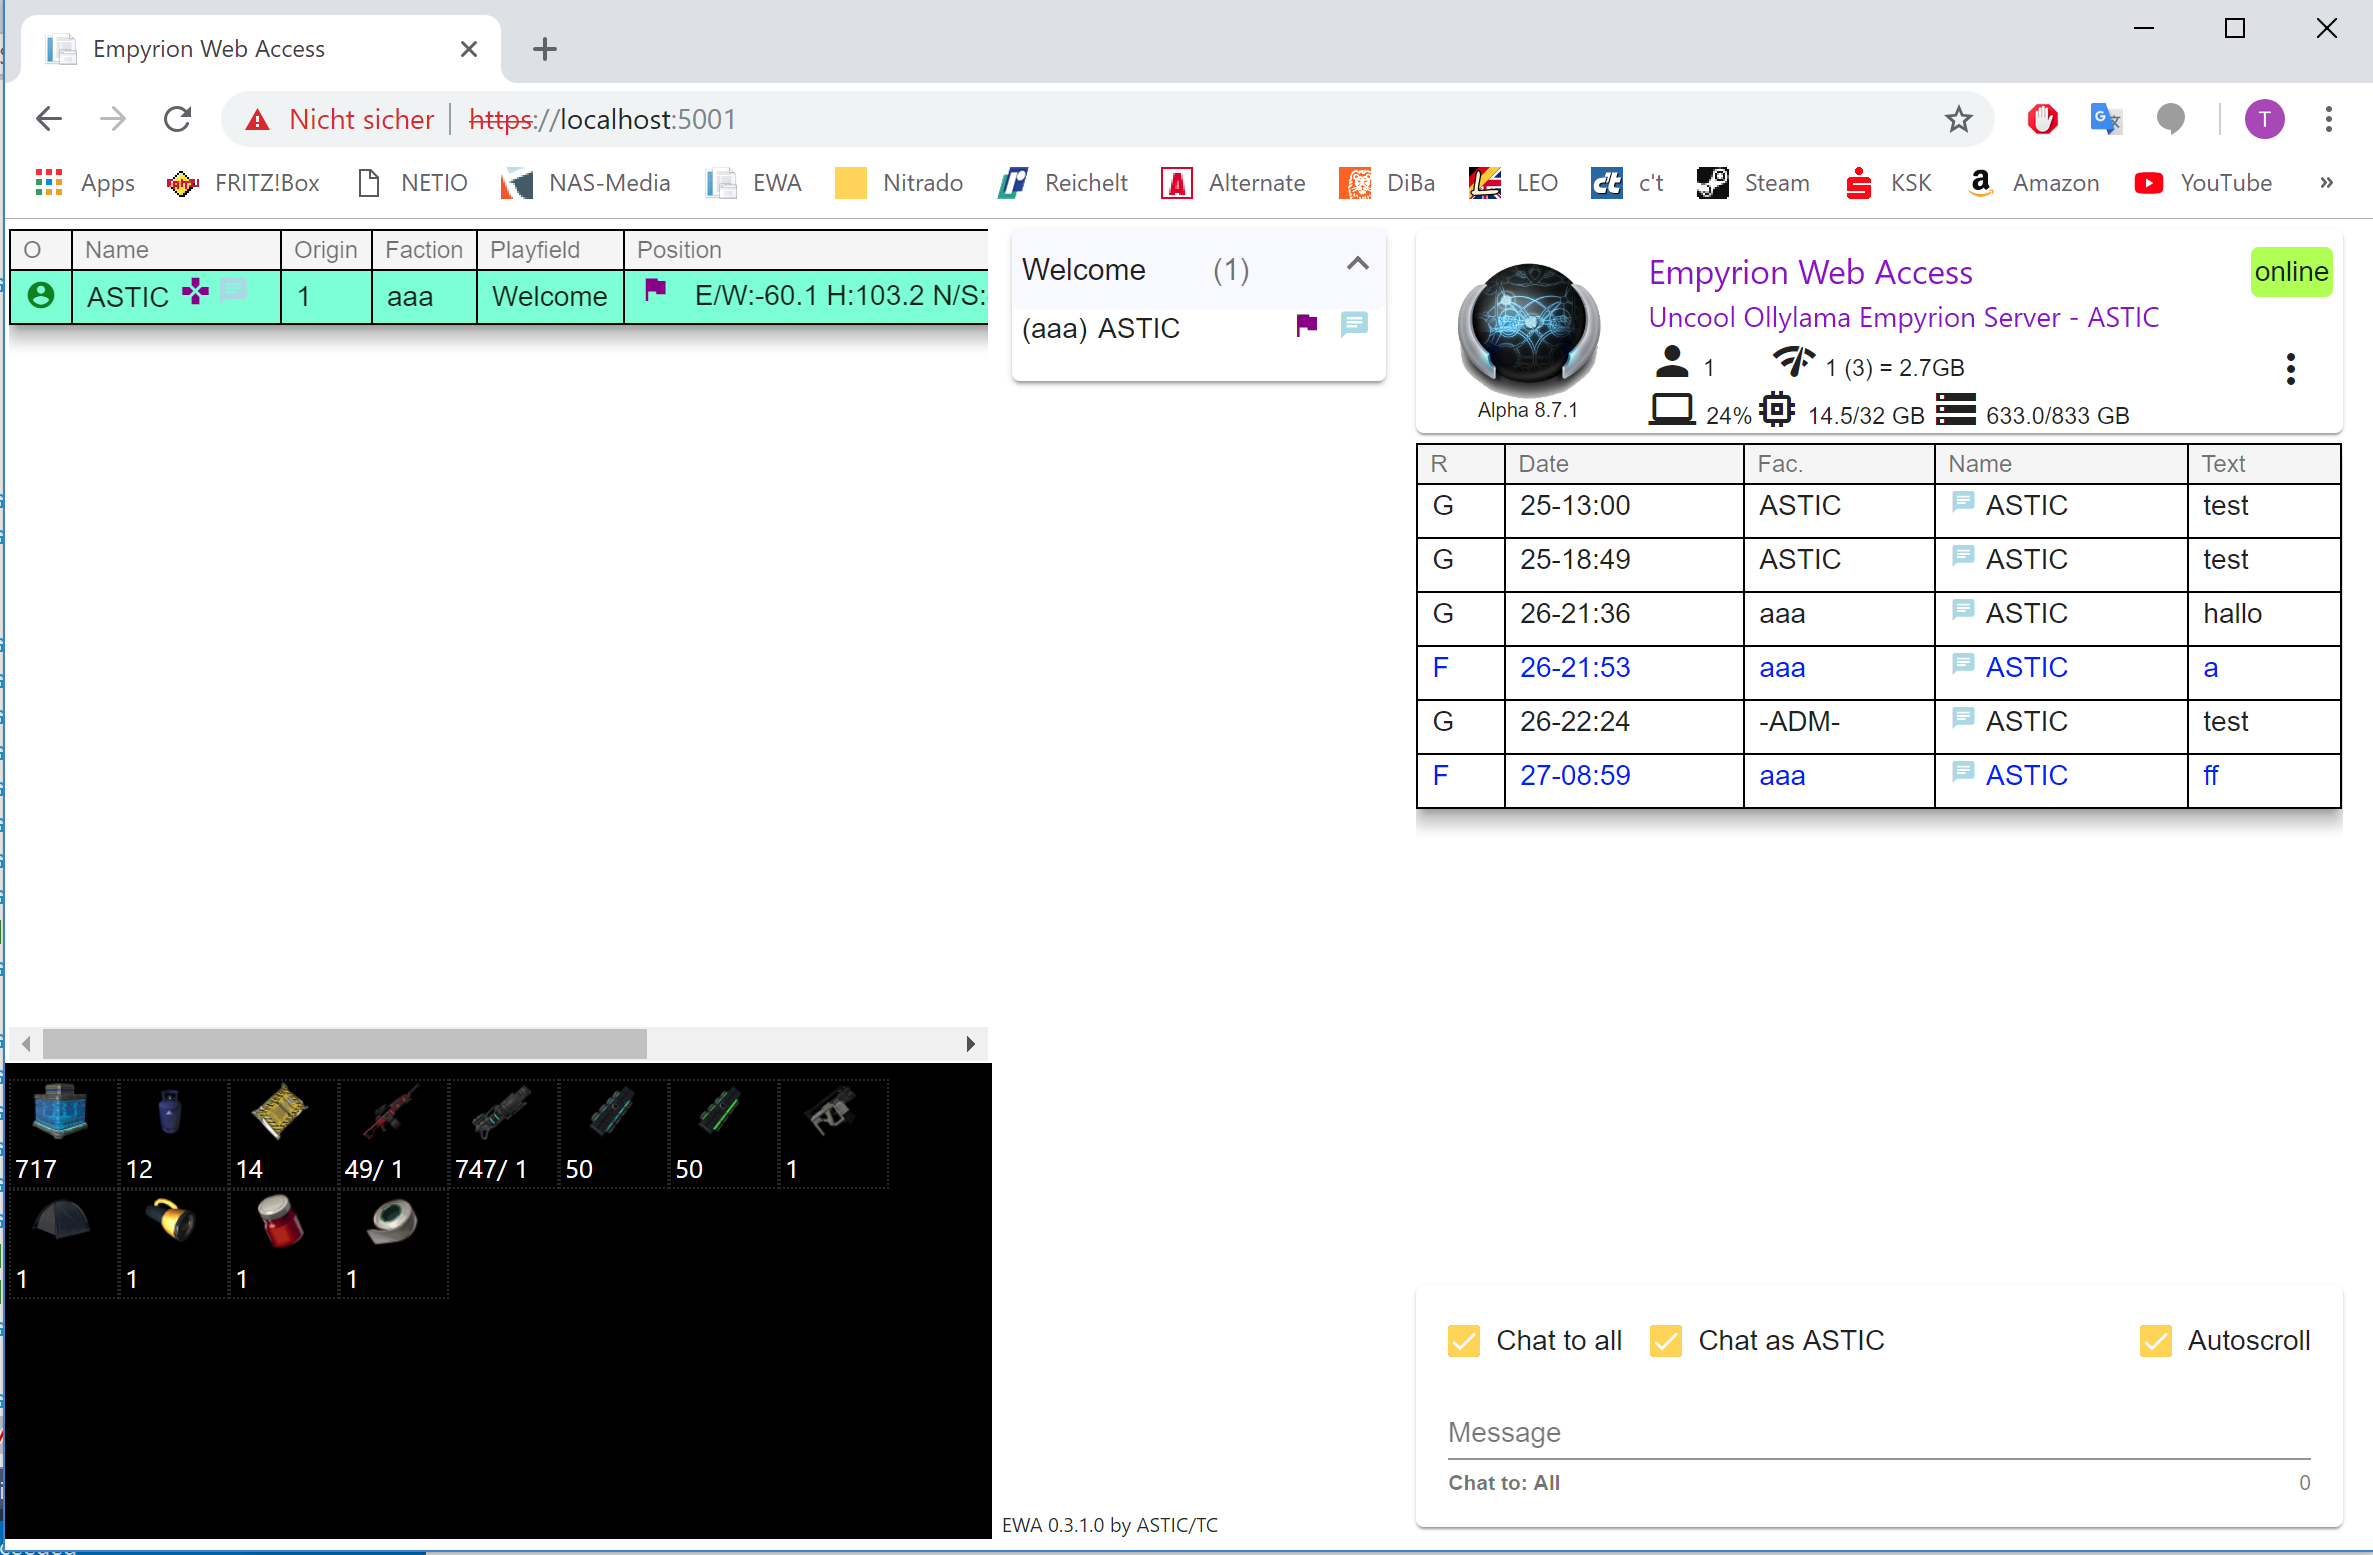 Empyrion Web Access
Nicht sicher https://localhost:5001
T
Apps FRITZ!Box NETIO NAS-Media EWA Nitrado Reichelt Alternate DiBa LEO c't Steam KSK Amazon YouTube »
O Name Origin Faction Playfield Position
ASTIC 1 aaa Welcome E/W:-60.1 H:103.2 N/S:
717 12 14 49/ 1 747/ 1 50 50 1
1 1 1 1
Welcome (1)
(aaa) ASTIC
EWA 0.3.1.0 by ASTIC/TC
Empyrion Web Access
online
Uncool Ollylama Empyrion Server - ASTIC
1 1 (3) = 2.7GB
Alpha 8.7.1
24% 14.5/32 GB 633.0/833 GB
R Date Fac. Name Text
G 25-13:00 ASTIC ASTIC test
G 25-18:49 ASTIC ASTIC test
G 26-21:36 aaa ASTIC hallo
F 26-21:53 aaa ASTIC a
G 26-22:24 -ADM- ASTIC test
F 27-08:59 aaa ASTIC ff
Chat to all Chat as ASTIC Autoscroll
Message
Chat to: All 0